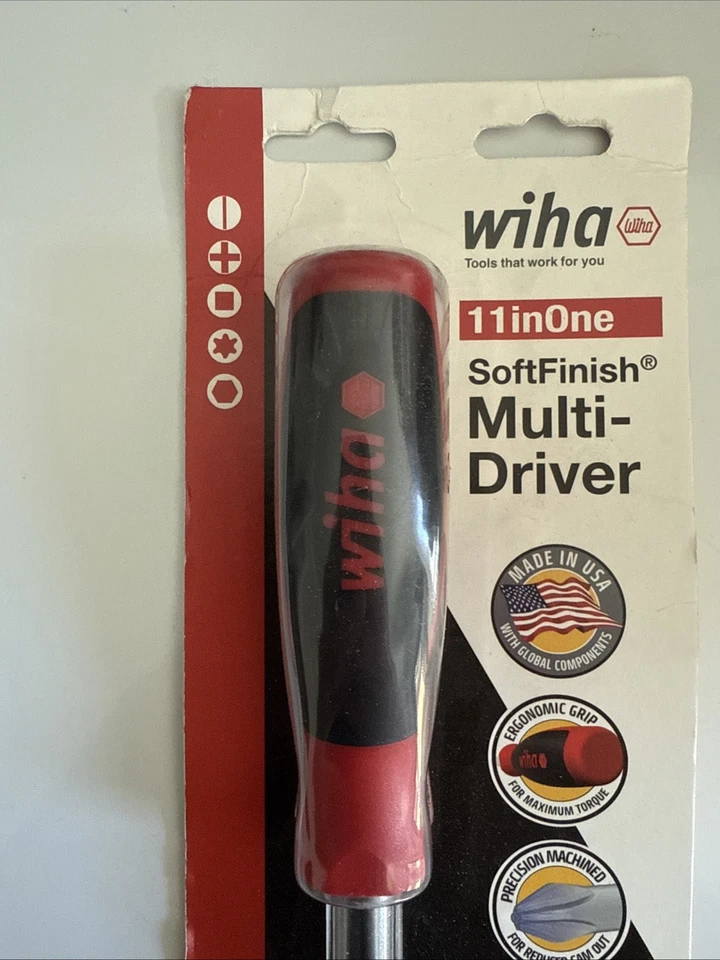 wiha
Wiha
Tools that work for you
11inOne
SoftFinish®
Multi-
Driver
wiha
MADE IN USA
WITH GLOBAL COMPONENTS
ERGONOMIC GRIP
wiha
FOR MAXIMUM TORQUE
PRECISION MACHINED
FOR REDUCED CAM OUT